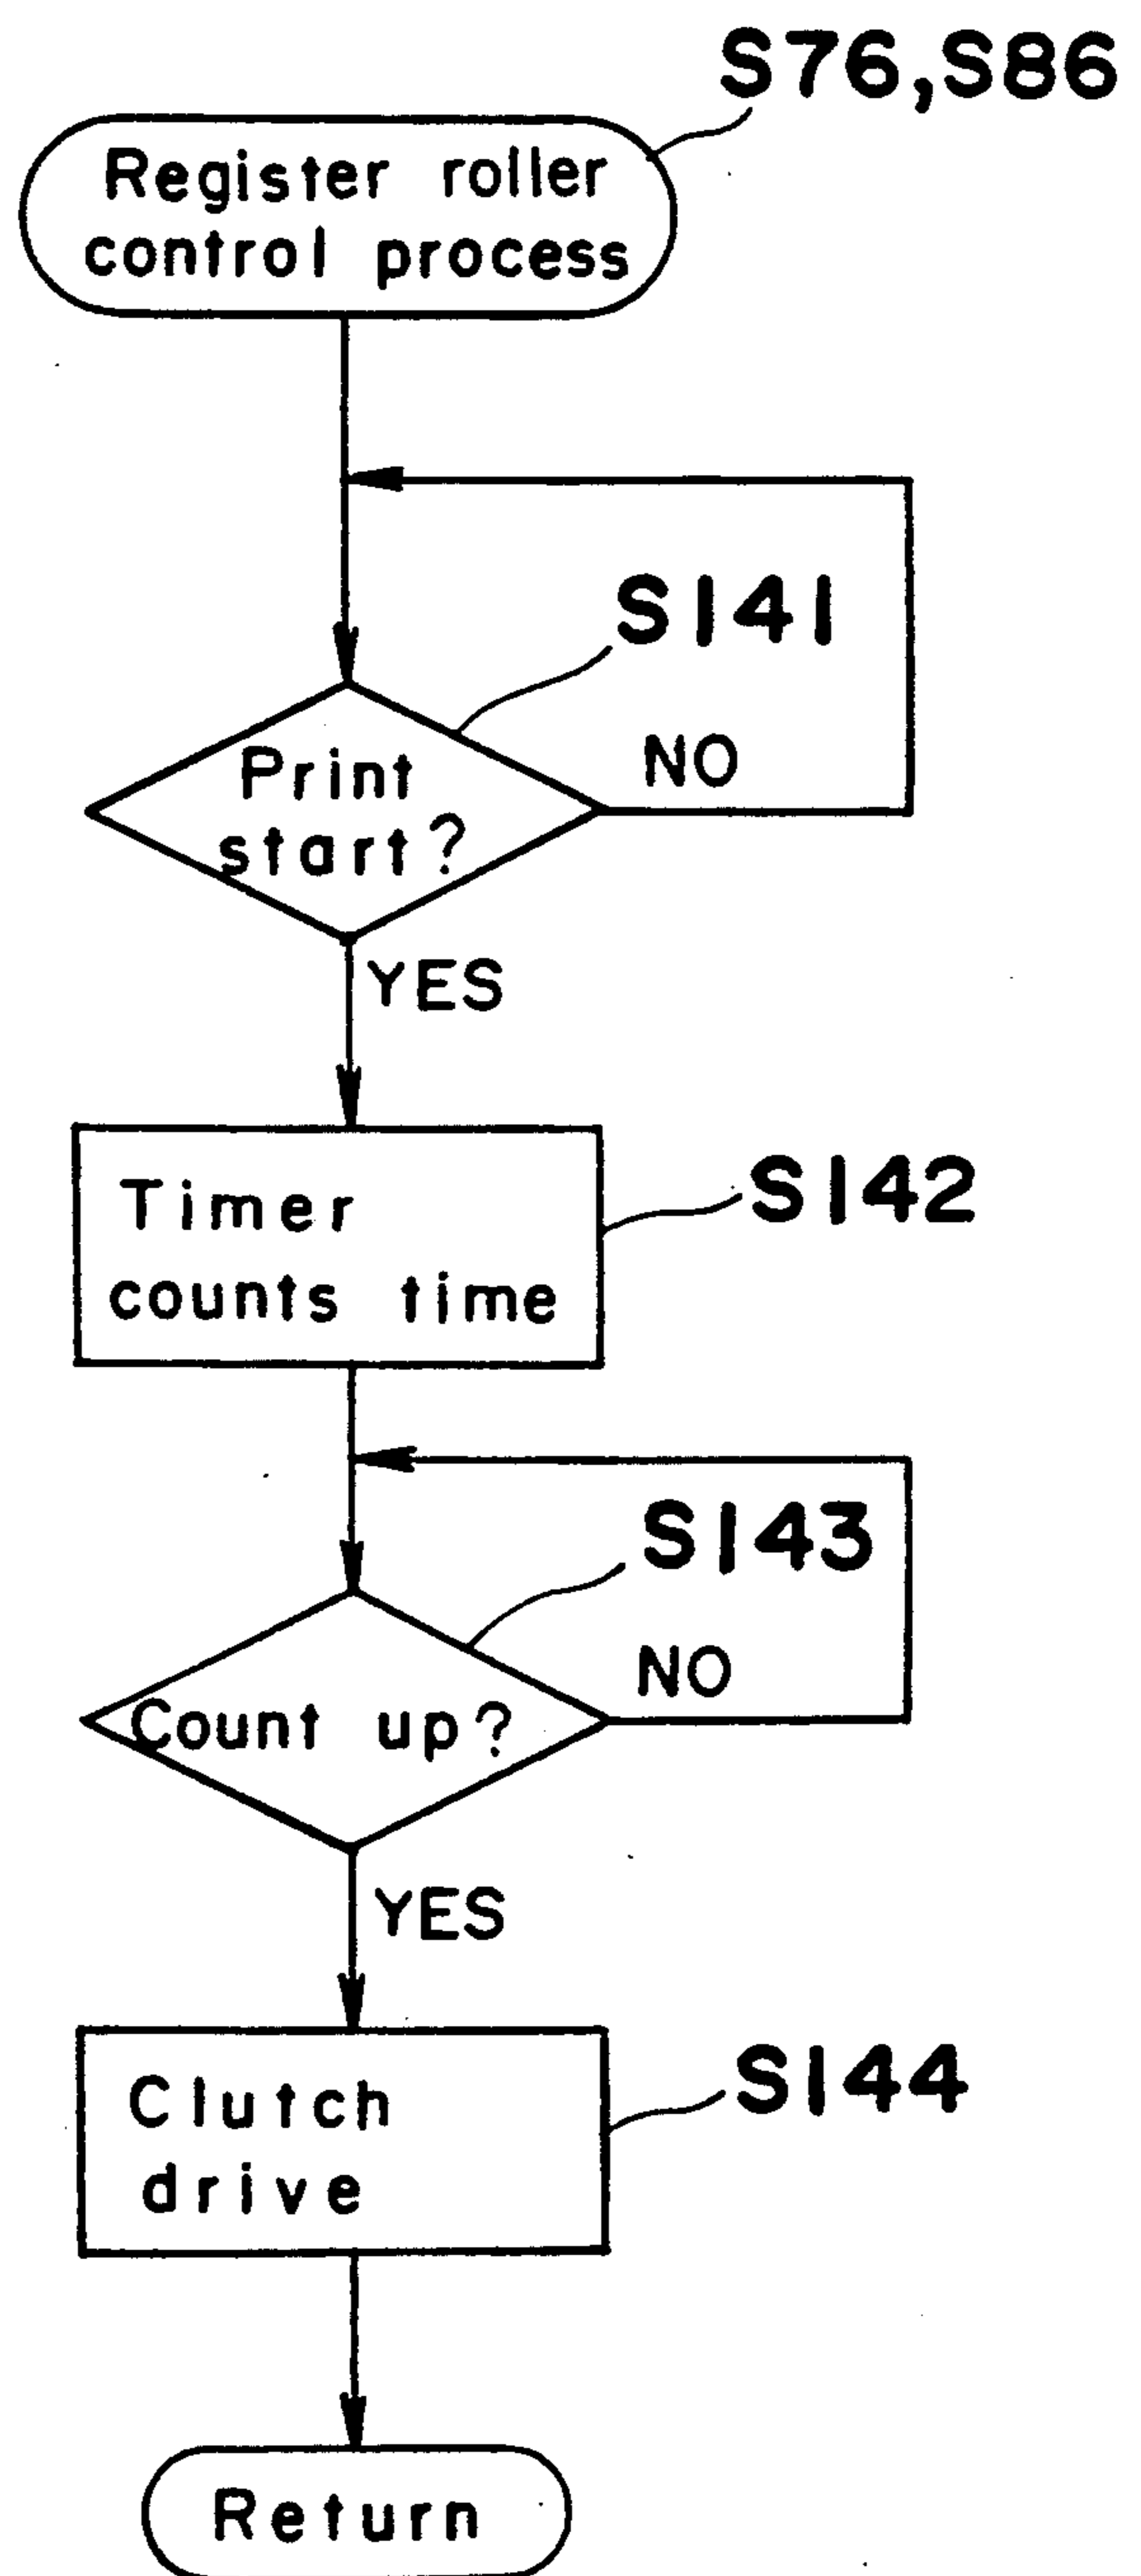 S76,S86
Register roller
control process
S141
Print
start?
NO
YES
Timer
counts time
S142
S143
Count up?
NO
YES
Clutch
drive
S144
Return